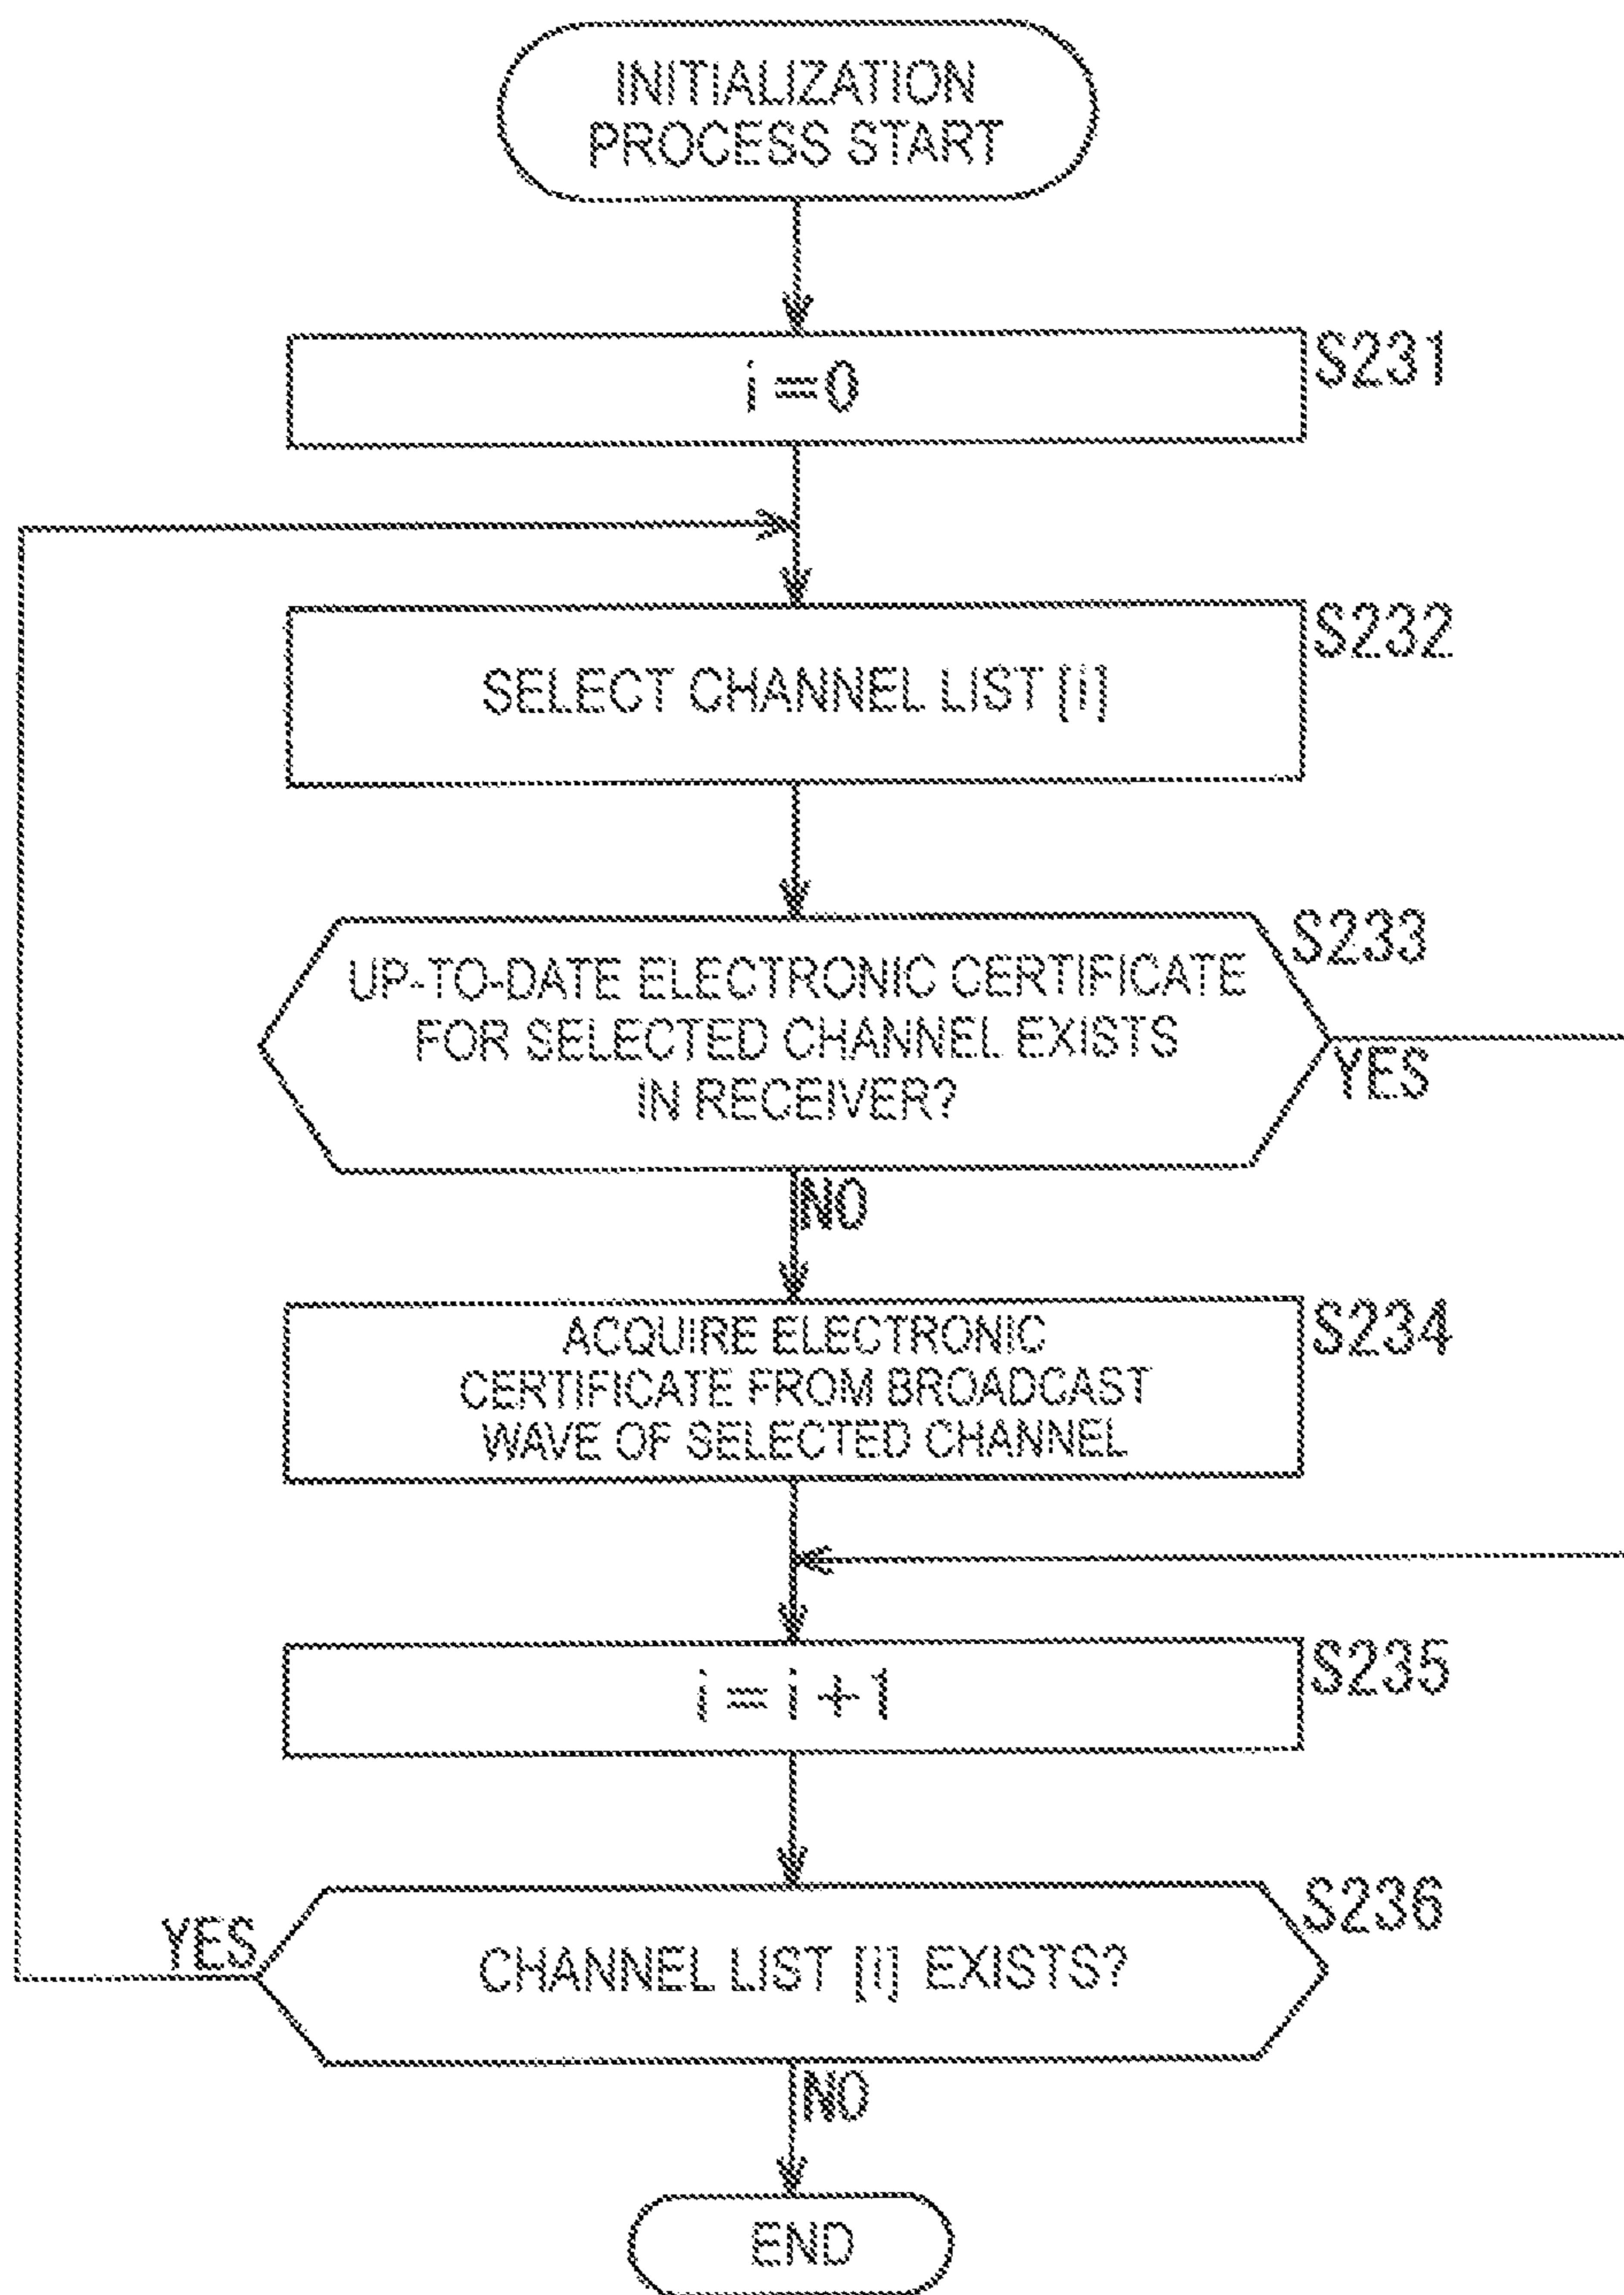 INITIALIZATION
PROCESS START
i=0
S231
SELECT CHANNEL LIST [i]
S232
UP-TO-DATE ELECTRONIC CERTIFICATE
FOR SELECTED CHANNEL EXISTS
IN RECEIVER?
S233
YES
NO
ACQUIRE ELECTRONIC
CERTIFICATE FROM BROADCAST
WAVE OF SELECTED CHANNEL
S234
i = i + 1
S235
YES
CHANNEL LIST [i] EXISTS?
S236
NO
END